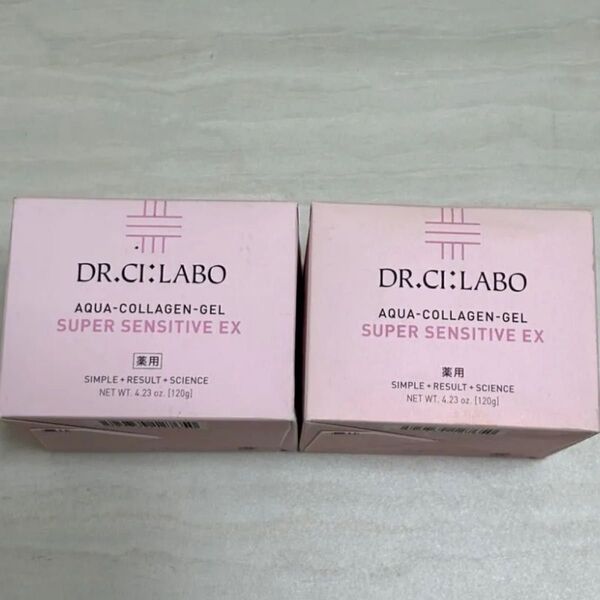 DR.CI:LABO
AQUA-COLLAGEN-GEL
SUPER SENSITIVE EX
薬用
SIMPLE + RESULT + SCIENCE
NET WT. 4.23 oz. [120g]
DR.CI:LABO
AQUA-COLLAGEN-GEL
SUPER SENSITIVE EX
薬用
SIMPLE + RESULT + SCIENCE
NET WT. 4.23 oz. [120g]